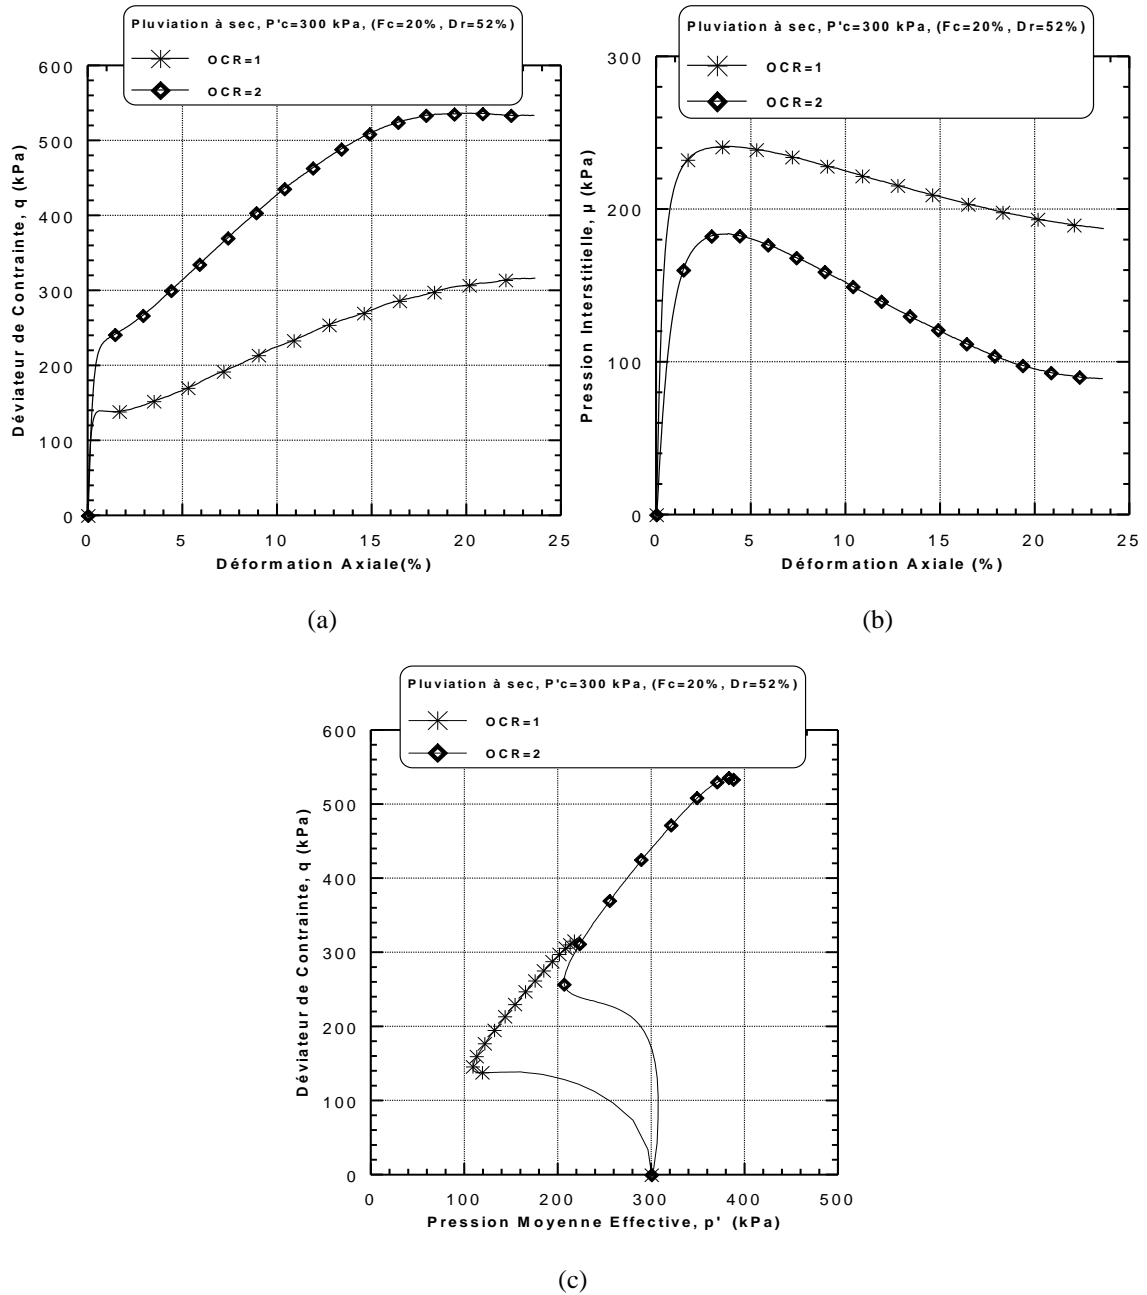 Pluviation à sec, P'c=300 kPa, (Fc=20%, Dr=52%)
OCR=1
OCR=2
600
500
400
300
200
100
0
0 5 10 15 20 25
Déviateur de Contrainte, q (kPa)
Déformation Axiale(%)
(a)
Pluviation à sec, P'c=300 kPa, (Fc=20%, Dr=52%)
OCR=1
OCR=2
300
200
100
0
0 5 10 15 20 25
Pression Interstitielle, µ (kPa)
Déformation Axiale (%)
(b)
Pluviation à sec, P'c=300 kPa, (Fc=20%, Dr=52%)
OCR=1
OCR=2
600
500
400
300
200
100
0
0 100 200 300 400 500
Déviateur de Contrainte, q (kPa)
Pression Moyenne Effective, p' (kPa)
(c)